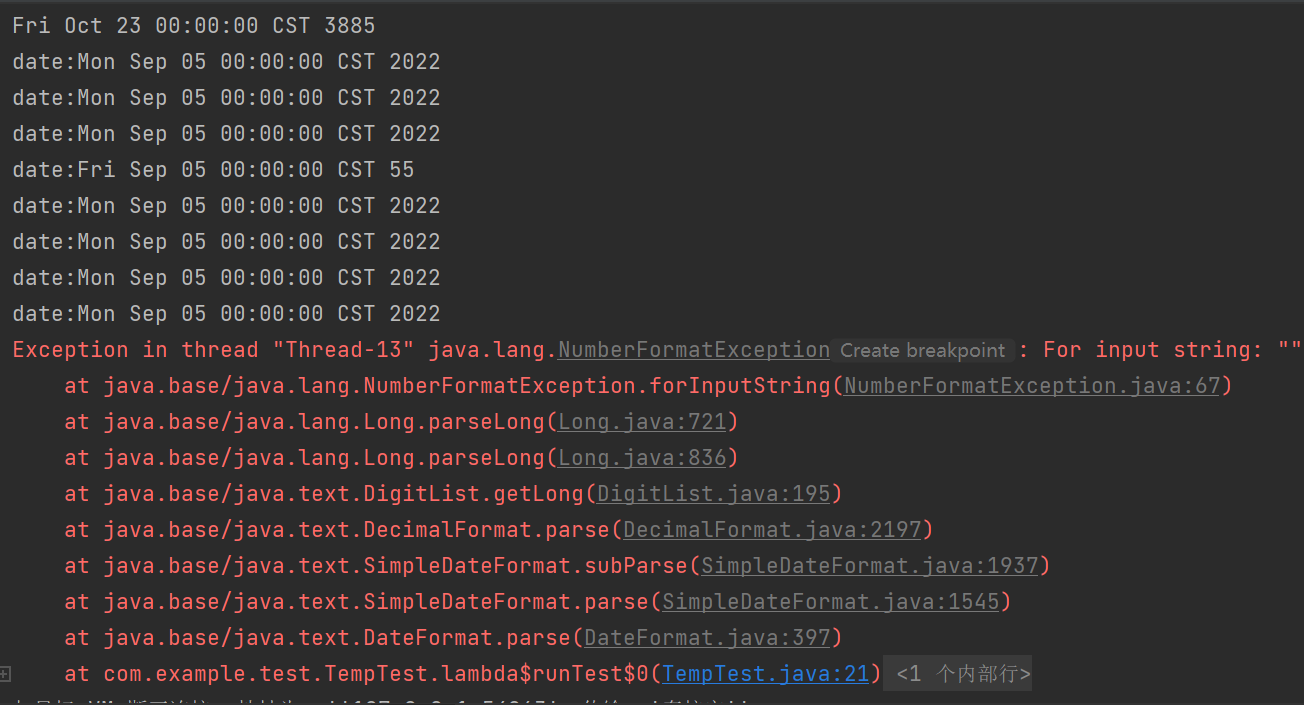 Fri Oct 23 00:00:00 CST 3885
date:Mon Sep 05 00:00:00 CST 2022
date:Mon Sep 05 00:00:00 CST 2022
date:Mon Sep 05 00:00:00 CST 2022
date:Fri Sep 05 00:00:00 CST 55
date:Mon Sep 05 00:00:00 CST 2022
date:Mon Sep 05 00:00:00 CST 2022
date:Mon Sep 05 00:00:00 CST 2022
date:Mon Sep 05 00:00:00 CST 2022
Exception in thread "Thread-13" java.lang.NumberFormatException Create breakpoint : For input string: ""
at java.base/java.lang.NumberFormatException.forInputString(NumberFormatException.java:67)
at java.base/java.lang.Long.parseLong(Long.java:721)
at java.base/java.lang.Long.parseLong(Long.java:836)
at java.base/java.text.DigitList.getLong(DigitList.java:195)
at java.base/java.text.DecimalFormat.parse(DecimalFormat.java:2197)
at java.base/java.text.SimpleDateFormat.subParse(SimpleDateFormat.java:1937)
at java.base/java.text.SimpleDateFormat.parse(SimpleDateFormat.java:1545)
at java.base/java.text.DateFormat.parse(DateFormat.java:397)
at com.example.test.TempTest.lambda$runTest$0(TempTest.java:21) <1 个内部行>